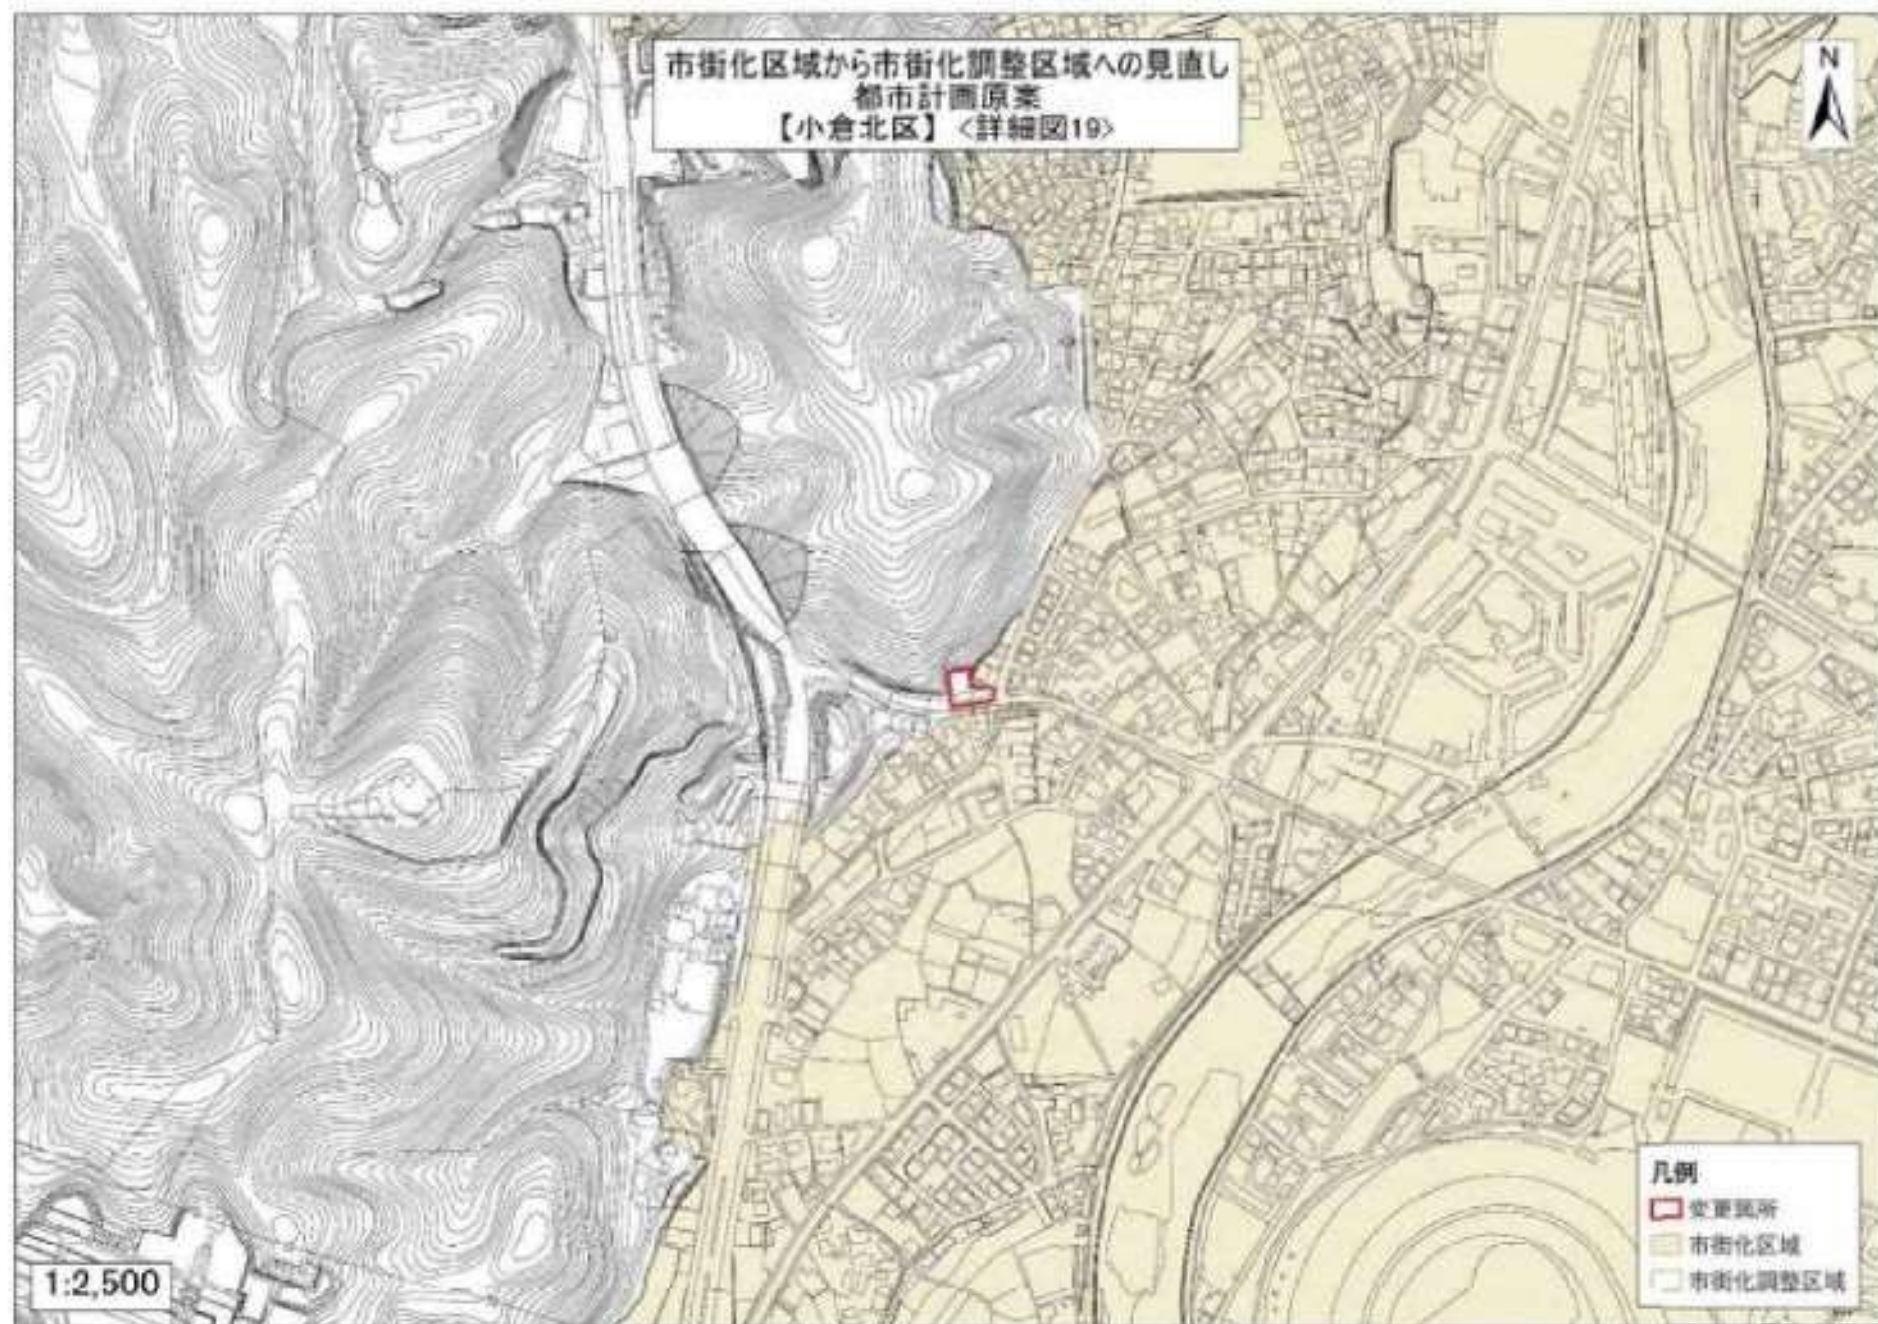 市街化区域から市街化調整区域への見直し
都市計画原案
【小倉北区】<詳細図19>
N
凡例
変更箇所
市街化区域
市街化調整区域
1:2,500